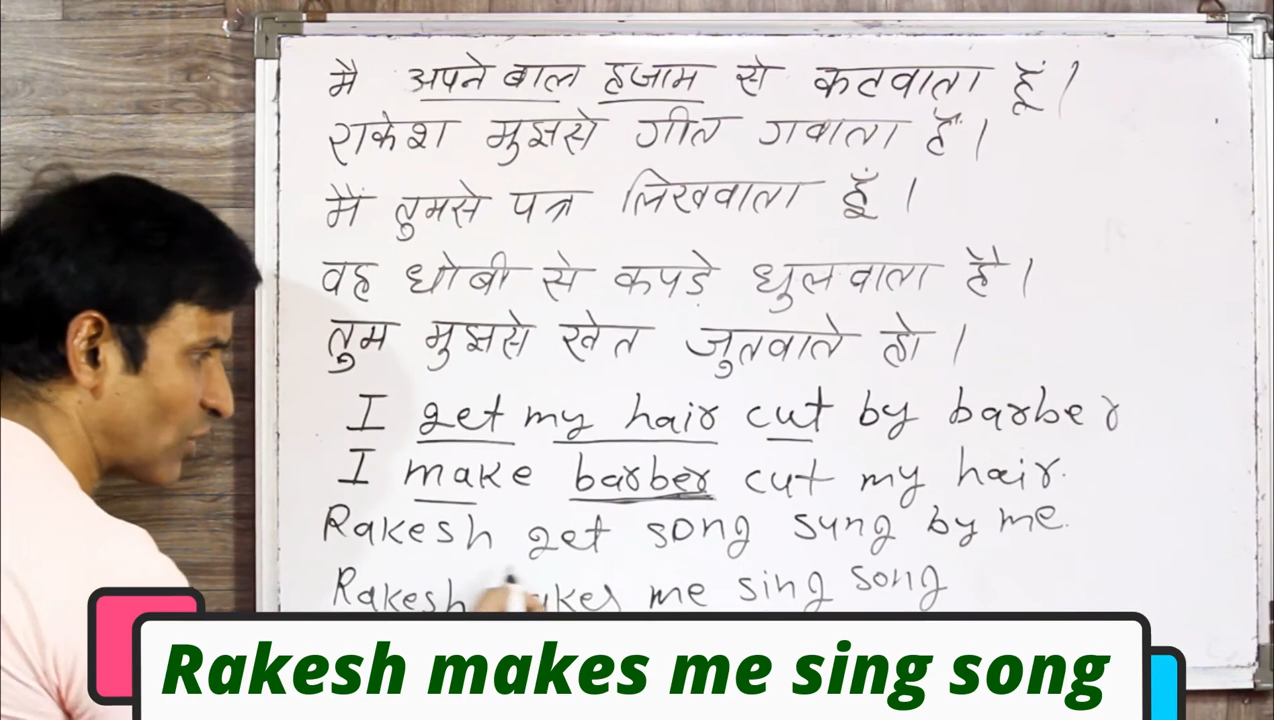 मै अपने बाल हजाम से कटवाता हूं।
राकेश मुझसे गीत गवाता है।
मैं तुमसे पत्र लिखवाता हूँ।
वह धोबी से कपड़े धुलवाता है।
तुम मुझसे खेत जुतवाते हो।
I get my hair cut by barber
I make barber cut my hair.
Rakesh get song sung by me.
Rakesh akes me sing song
Rakesh makes me sing song